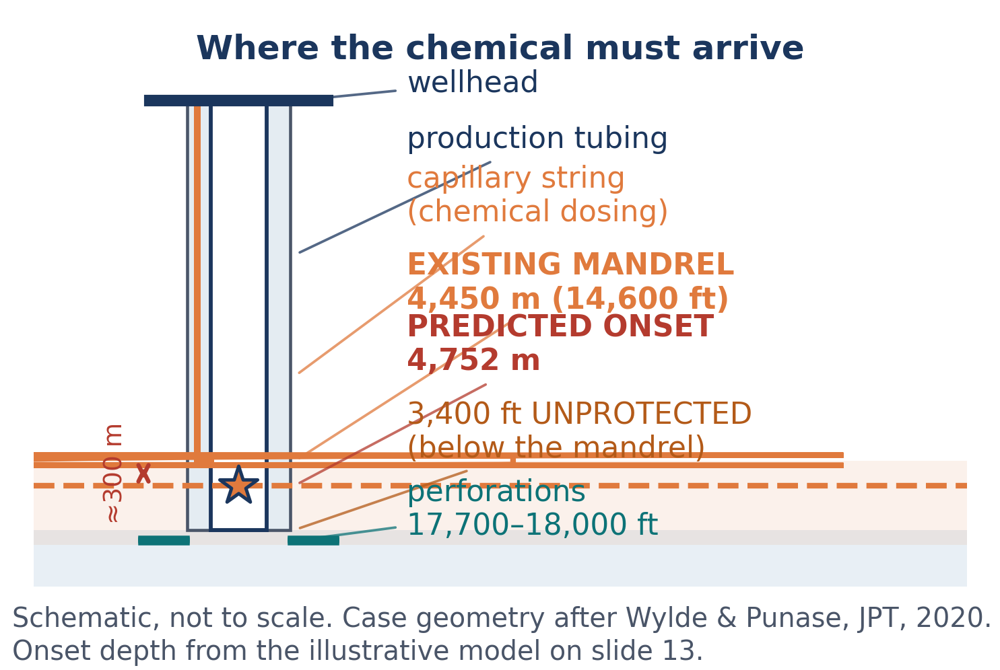 Where the chemical must arrive
wellhead
production tubing
capillary string
(chemical dosing)
EXISTING MANDREL
4,450 m (14,600 ft)
PREDICTED ONSET
4,752 m
3,400 ft UNPROTECTED
(below the mandrel)
≈300 m
perforations
17,700–18,000 ft
Schematic, not to scale. Case geometry after Wylde & Punase, JPT, 2020.
Onset depth from the illustrative model on slide 13.